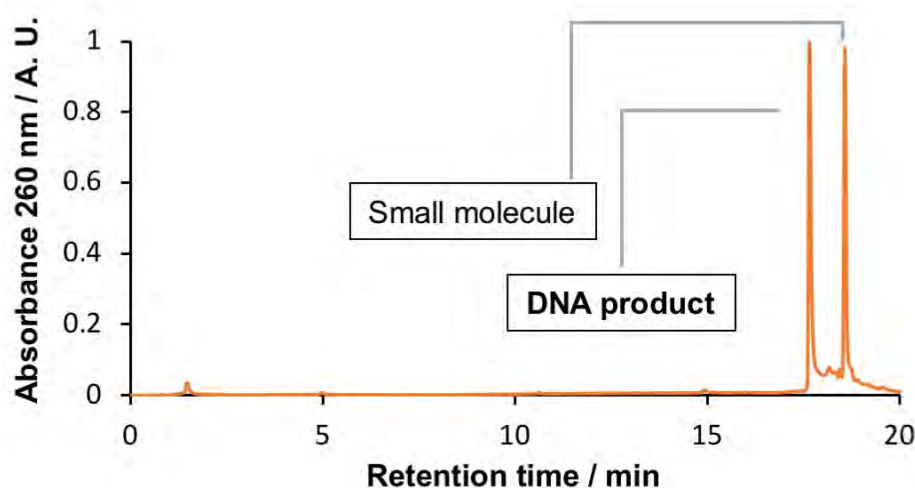 Absorbance 260 nm / A. U.
1
0.8
0.6
0.4
0.2
0
Small molecule
DNA product
0 5 10 15 20
Retention time / min